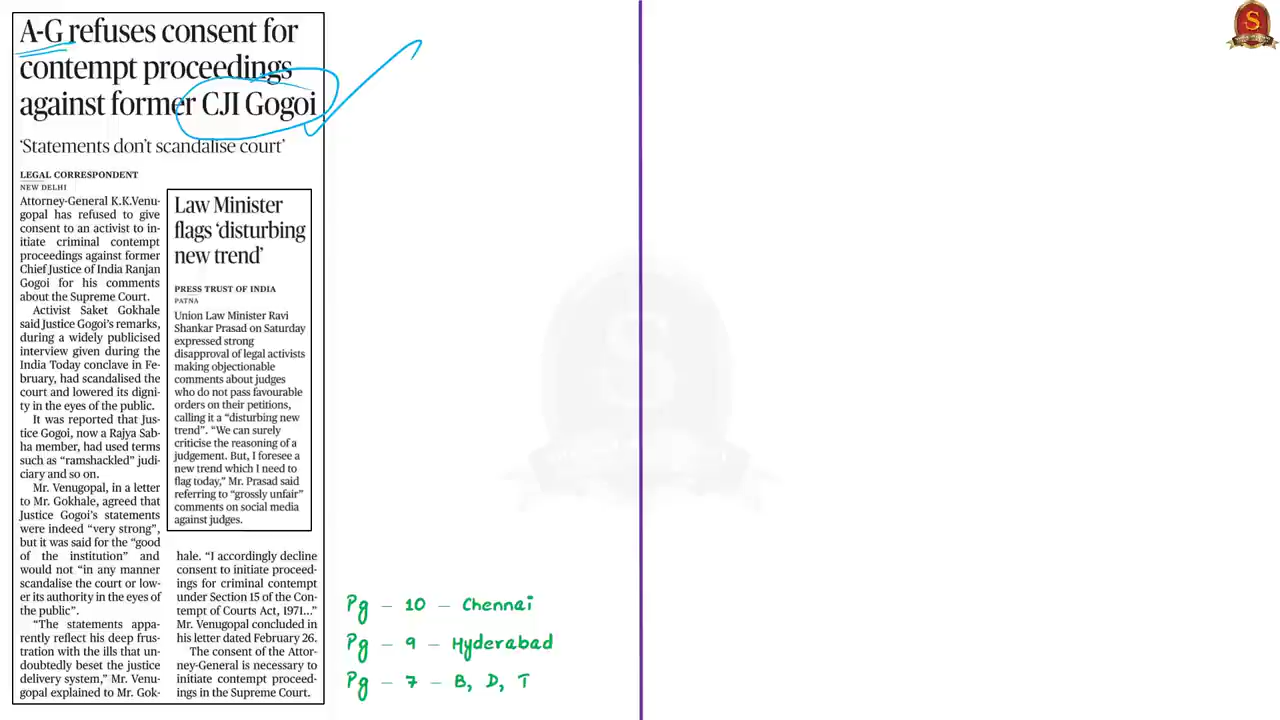 A-G refuses consent for
contempt proceedings
against former CJI Gogoi
‘Statements don’t scandalise court’
LEGAL CORRESPONDENT
NEW DELHI
Attorney-General K.K.Venu-
gopal has refused to give
consent to an activist to in-
itiate criminal contempt
proceedings against former
Chief Justice of India Ranjan
Gogoi for his comments
about the Supreme Court.
Activist Saket Gokhale
said Justice Gogoi’s remarks,
during a widely publicised
interview given during the
India Today conclave in Fe-
bruary, had scandalised the
court and lowered its digni-
ty in the eyes of the public.
It was reported that Jus-
tice Gogoi, now a Rajya Sab-
ha member, had used terms
such as “ramshackled” judi-
ciary and so on.
Mr. Venugopal, in a letter
to Mr. Gokhale, agreed that
Justice Gogoi’s statements
were indeed “very strong”,
but it was said for the “good
of the institution” and
would not “in any manner
scandalise the court or low-
er its authority in the eyes of
the public”.
“The statements appa-
rently reflect his deep frus-
tration with the ills that un-
doubtedly beset the justice
delivery system,” Mr. Venu-
gopal explained to Mr. Gok-
hale. “I accordingly decline
consent to initiate proceed-
ings for criminal contempt
under Section 15 of the Con-
tempt of Courts Act, 1971...”
Mr. Venugopal concluded in
his letter dated February 26.
The consent of the Attor-
ney-General is necessary to
initiate contempt proceed-
ings in the Supreme Court.
Law Minister
flags ‘disturbing
new trend’
PRESS TRUST OF INDIA
PATNA
Union Law Minister Ravi
Shankar Prasad on Saturday
expressed strong
disapproval of legal activists
making objectionable
comments about judges
who do not pass favourable
orders on their petitions,
calling it a “disturbing new
trend”. “We can surely
criticise the reasoning of a
judgement. But, I foresee a
new trend which I need to
flag today,” Mr. Prasad said
referring to “grossly unfair”
comments on social media
against judges.
Pg – 10 – Chennai
Pg – 9 – Hyderabad
Pg – 7 – B, D, T